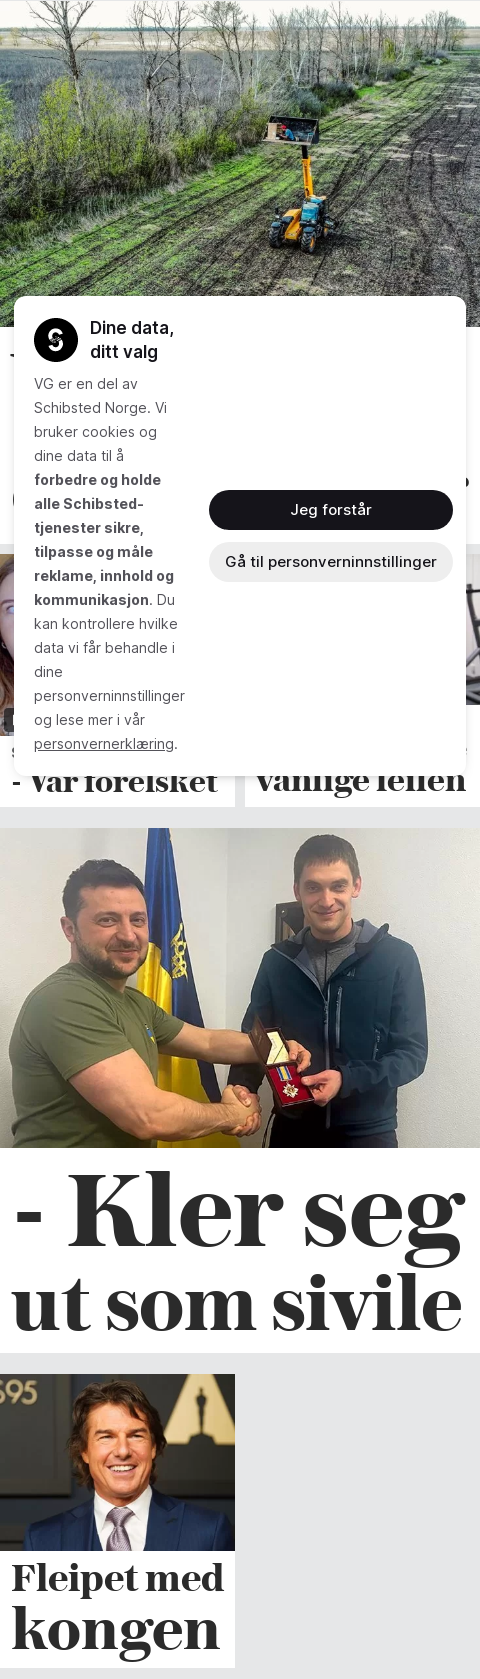 Dine data,
ditt valg
VG er en del av
Schibsted Norge. Vi
bruker cookies og
dine data til å
forbedre og holde
alle Schibsted-
tjenester sikre,
tilpasse og måle
reklame, innhold og
kommunikasjon. Du
kan kontrollere hvilke
data vi får behandle i
dine
personverninnstillinger
og lese mer i vår
personvernerklæring.
Jeg forstår
Gå til personverninnstillinger
- Var forelsket
vanlige feilen
- Kler seg
ut som sivile
S95
Fleipet med
kongen